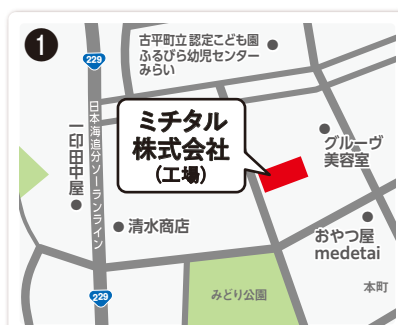 1
古平町立 認定こども園
ふるびら幼児センター
みらい
229
日本海追分ソーランライン
一印田中屋
ミチタル
株式会社
(工場)
グルーヴ
美容室
清水商店
おやつ屋
medetai
みどり公園
本町
229